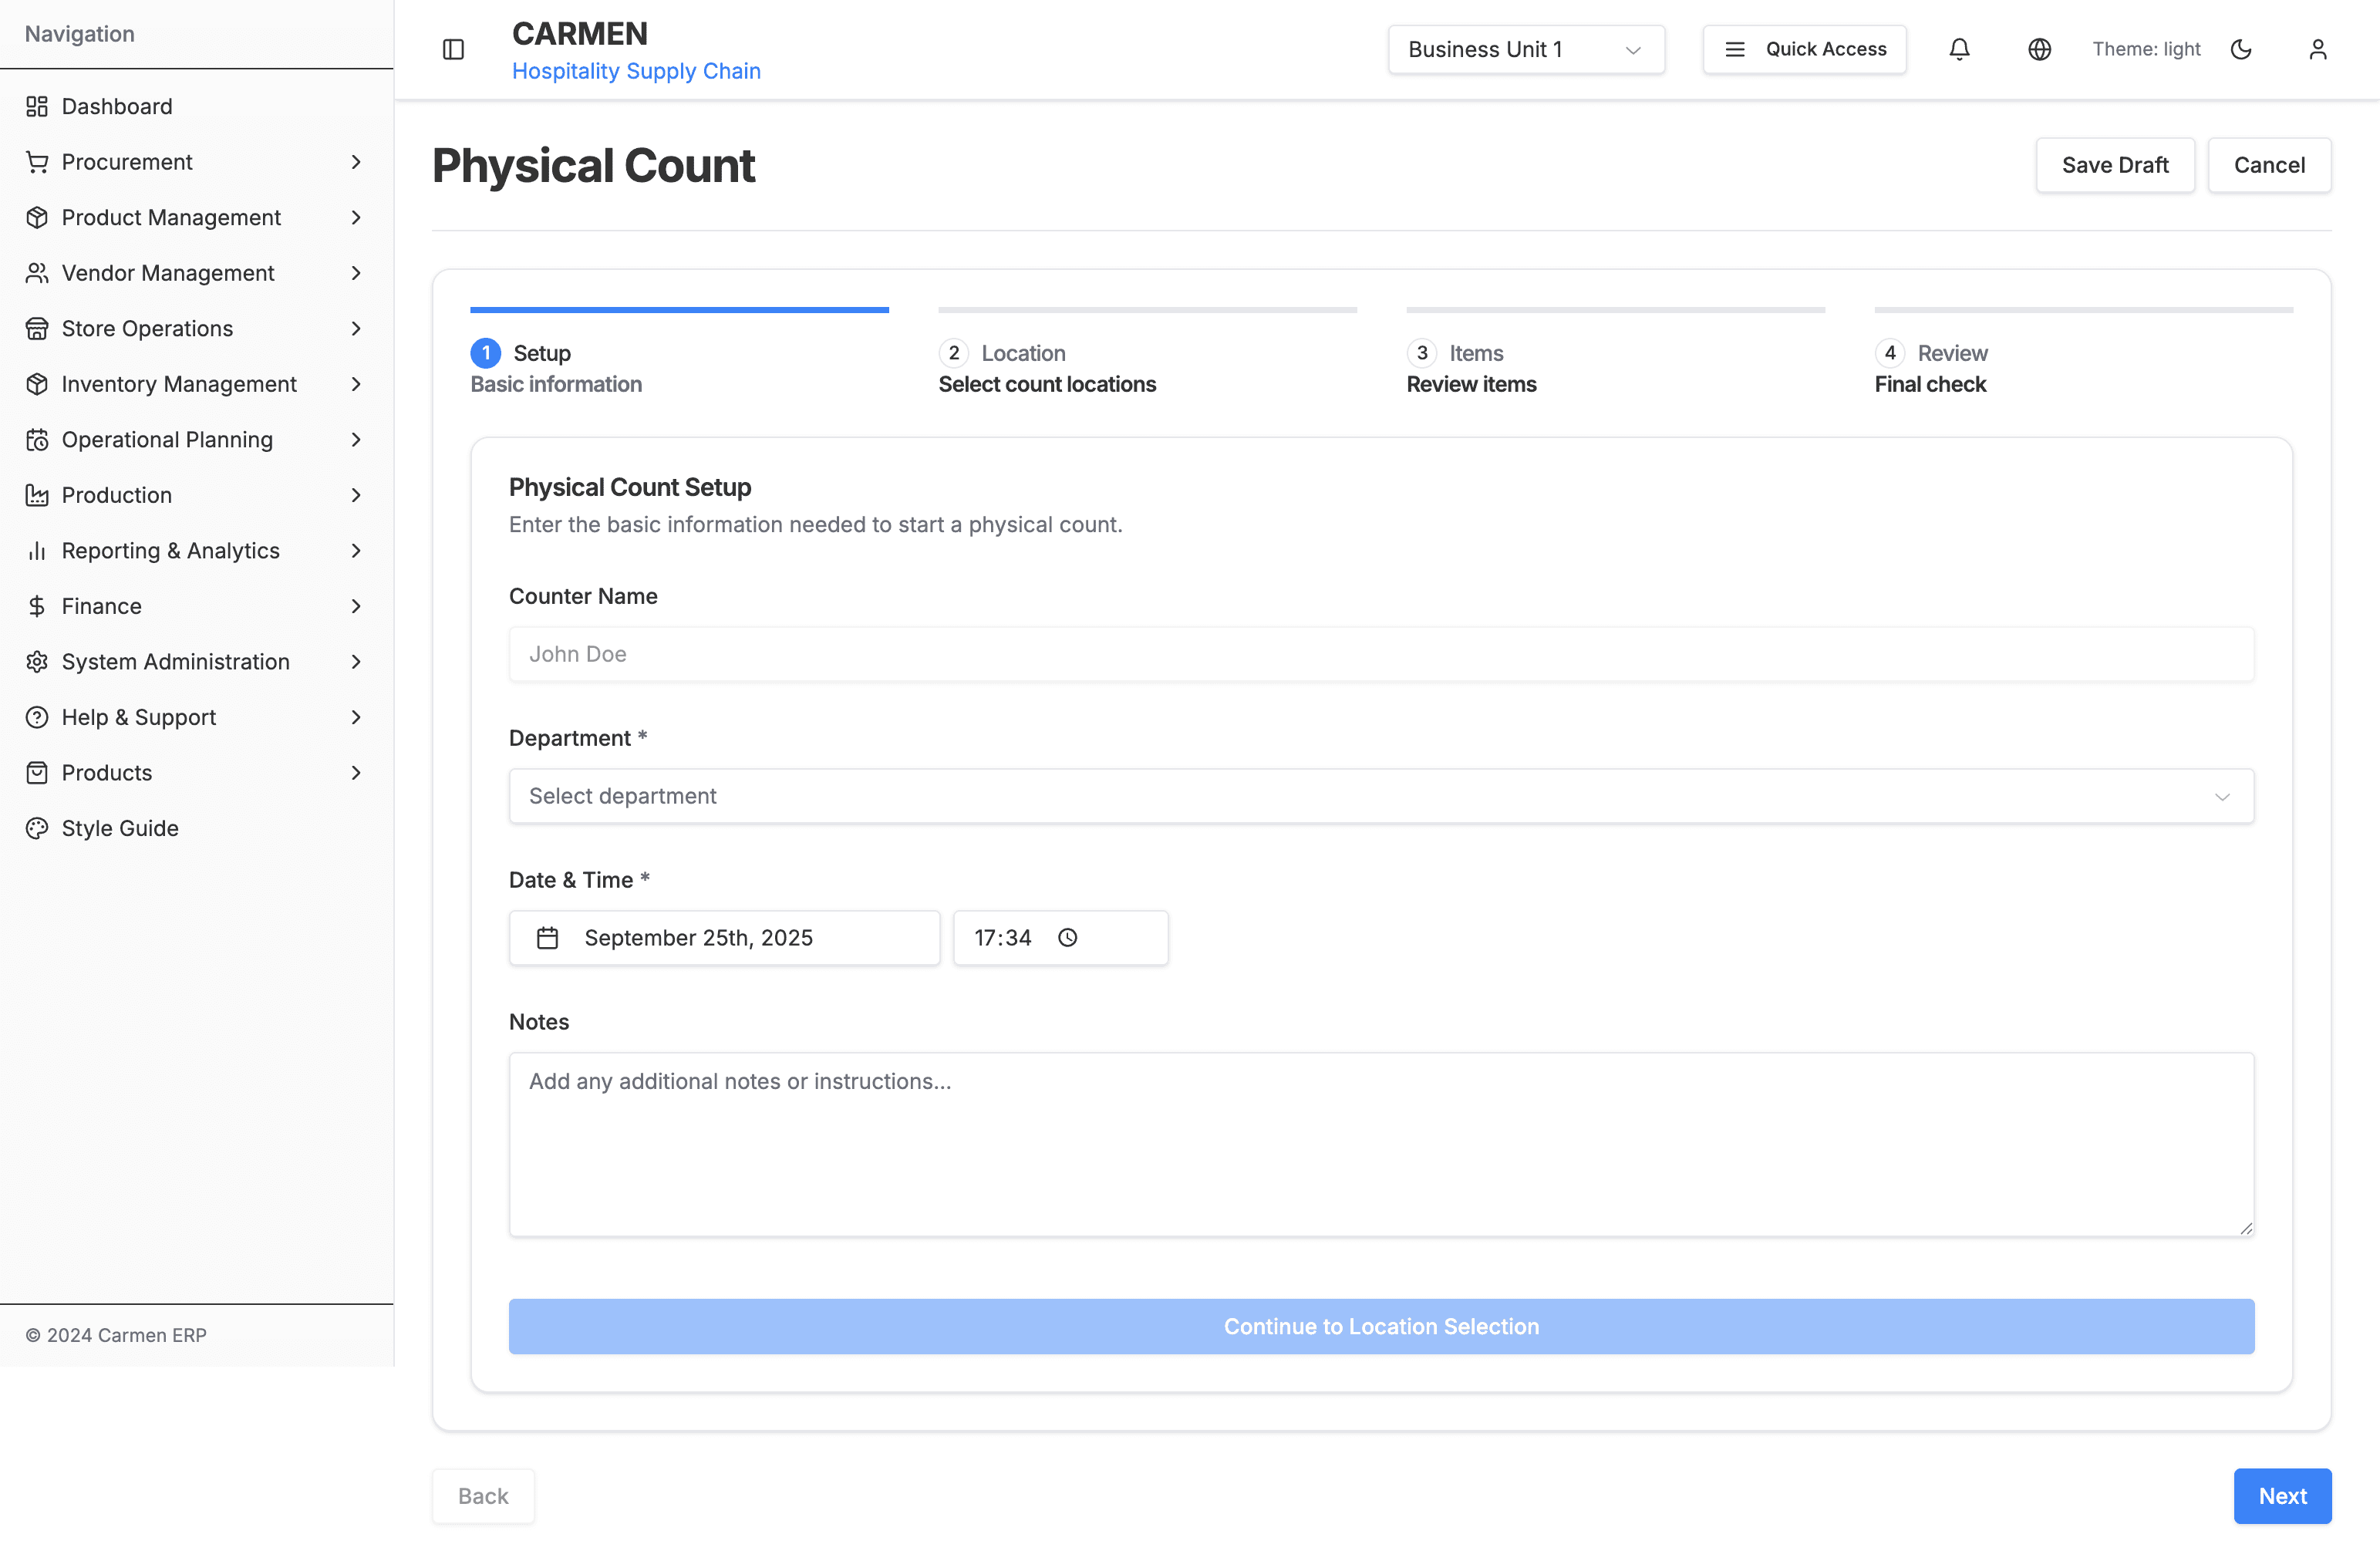 Navigation
Dashboard
Procurement
Product Management
Vendor Management
Store Operations
Inventory Management
Operational Planning
Production
Reporting & Analytics
Finance
System Administration
Help & Support
Products
Style Guide
© 2024 Carmen ERP
CARMEN
Hospitality Supply Chain
Business Unit 1
Quick Access
Theme: light
Physical Count
Save Draft
Cancel
1 Setup
Basic information
2 Location
Select count locations
3 Items
Review items
4 Review
Final check
Physical Count Setup
Enter the basic information needed to start a physical count.
Counter Name
John Doe
Department *
Select department
Date & Time *
September 25th, 2025
17:34
Notes
Add any additional notes or instructions...
Continue to Location Selection
Back
Next